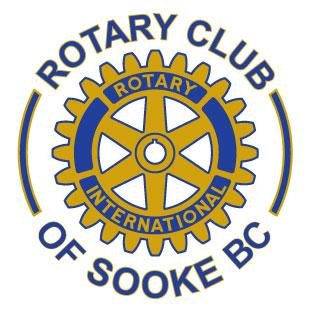 ROTARY CLUB
ROTARY
INTERNATIONAL
OF SOOKE BC